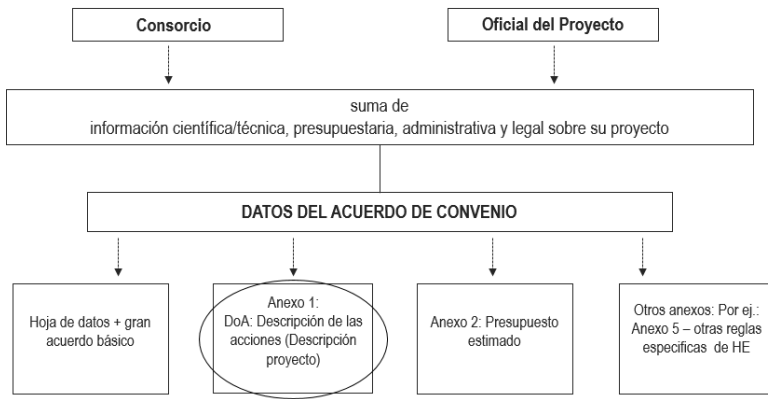 Consorcio
Oficial del Proyecto
suma de
información científica/técnica, presupuestaria, administrativa y legal sobre su proyecto
DATOS DEL ACUERDO DE CONVENIO
Hoja de datos + gran
acuerdo básico
Anexo 1:
DoA: Descripción de las
acciones (Descripción
proyecto)
Anexo 2: Presupuesto
estimado
Otros anexos: Por ej.:
Anexo 5 – otras reglas
especificas de HE